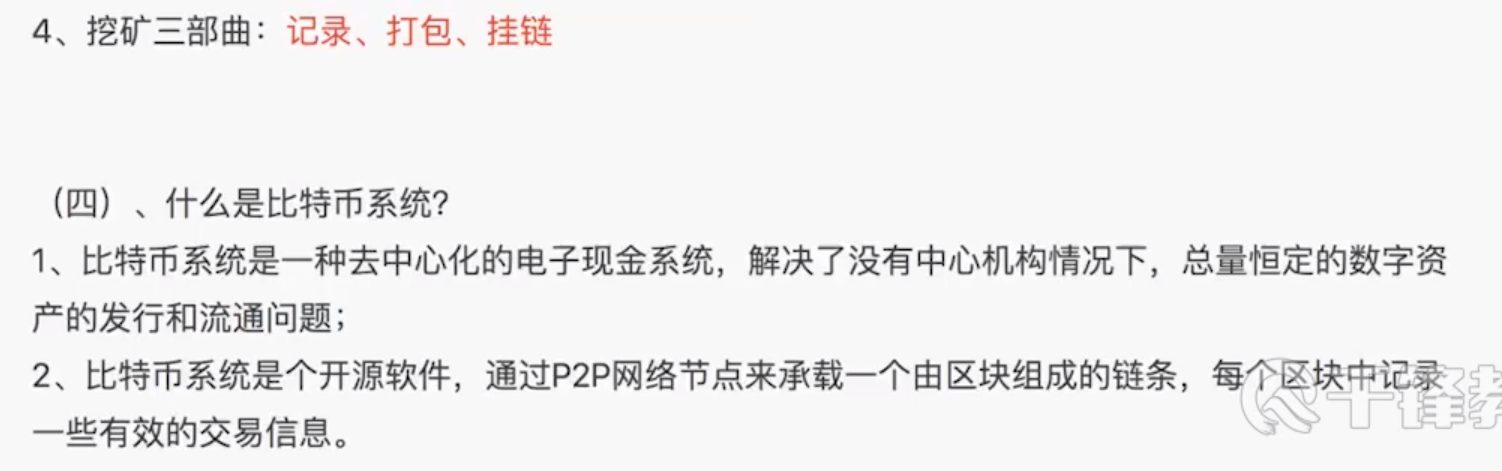 4、挖矿三部曲：记录、打包、挂链
（四）、什么是比特币系统？
1、比特币系统是一种去中心化的电子现金系统，解决了没有中心机构情况下，总量恒定的数字资
产的发行和流通问题；
2、比特币系统是个开源软件，通过P2P网络节点来承载一个由区块组成的链条，每个区块中记录
一些有效的交易信息。
千锋教